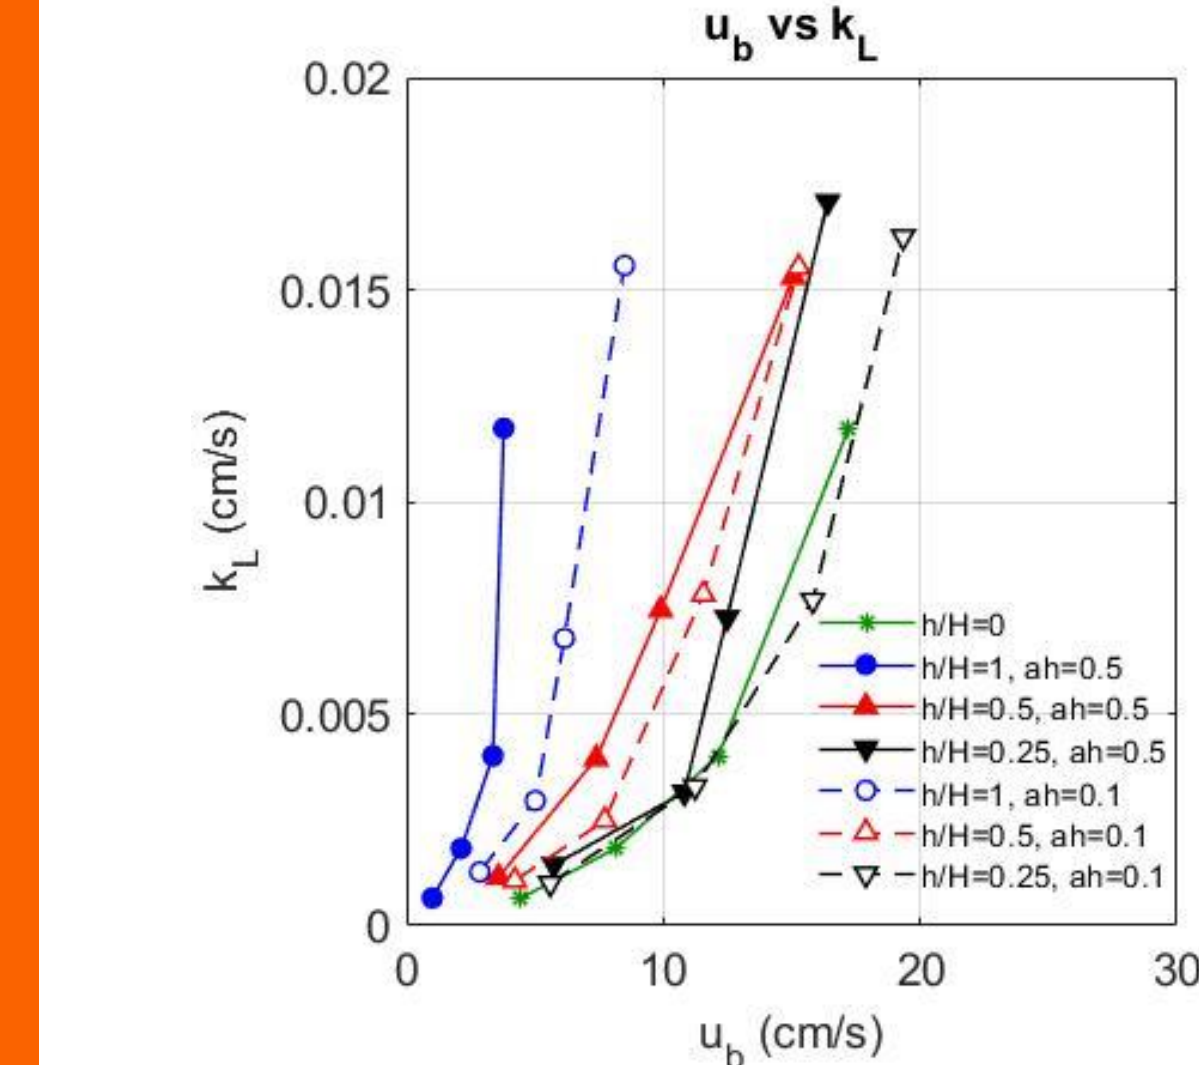 u_b vs k_L
0.02
0.015
0.01
0.005
0
k_L (cm/s)
h/H=0
h/H=1, ah=0.5
h/H=0.5, ah=0.5
h/H=0.25, ah=0.5
h/H=1, ah=0.1
h/H=0.5, ah=0.1
h/H=0.25, ah=0.1
0 10 20 30
u_b (cm/s)